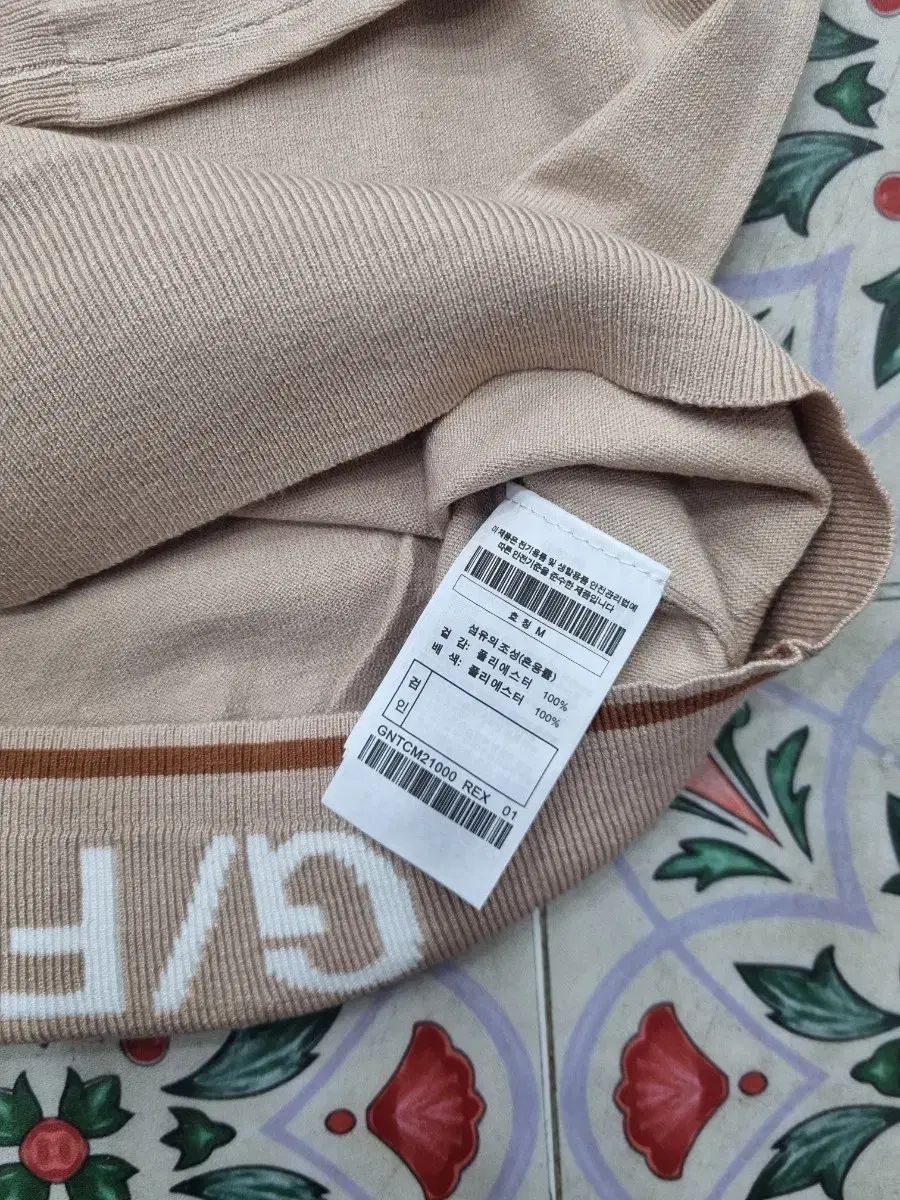 이 제품은 전기용품 및 생활용품 안전관리법에
따른 안전기준을 준수한 제품입니다
호 칭 M
섬유의 조성(혼용률)
겉 감: 폴리에스터 100%
배 색: 폴리에스터 100%
검
인
GNTCM21000 REX 01
G/F